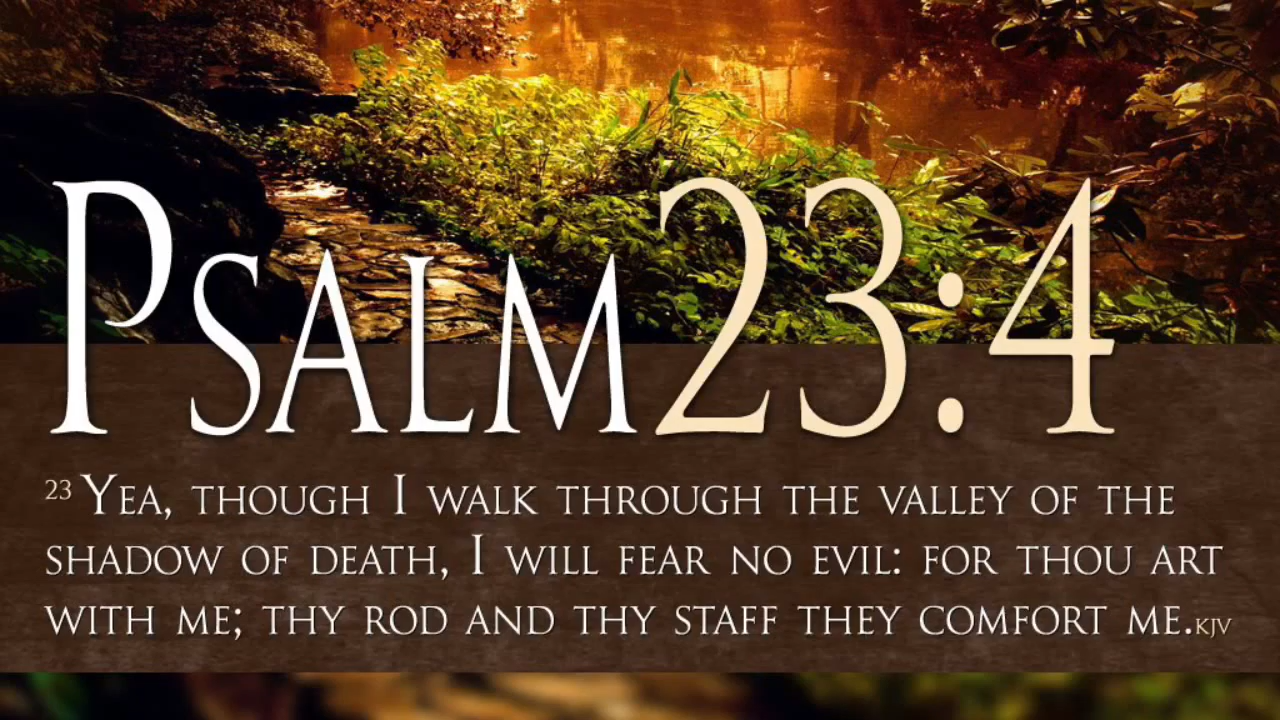 Psalm 23:4
23 Yea, though I walk through the valley of the
shadow of death, I will fear no evil: for thou art
with me; thy rod and thy staff they comfort me.KJV